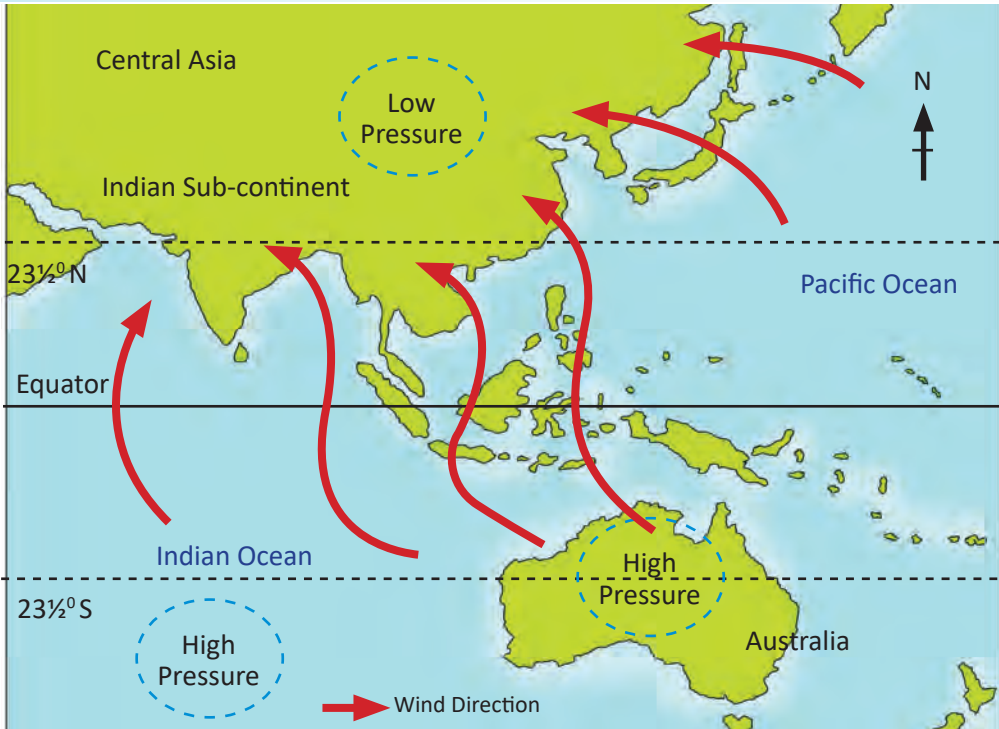 Central Asia
Low
Pressure
N
Indian Sub-continent
23½⁰ N
Pacific Ocean
Equator
Indian Ocean
High
Pressure
23½⁰ S
High
Pressure
Australia
Wind Direction